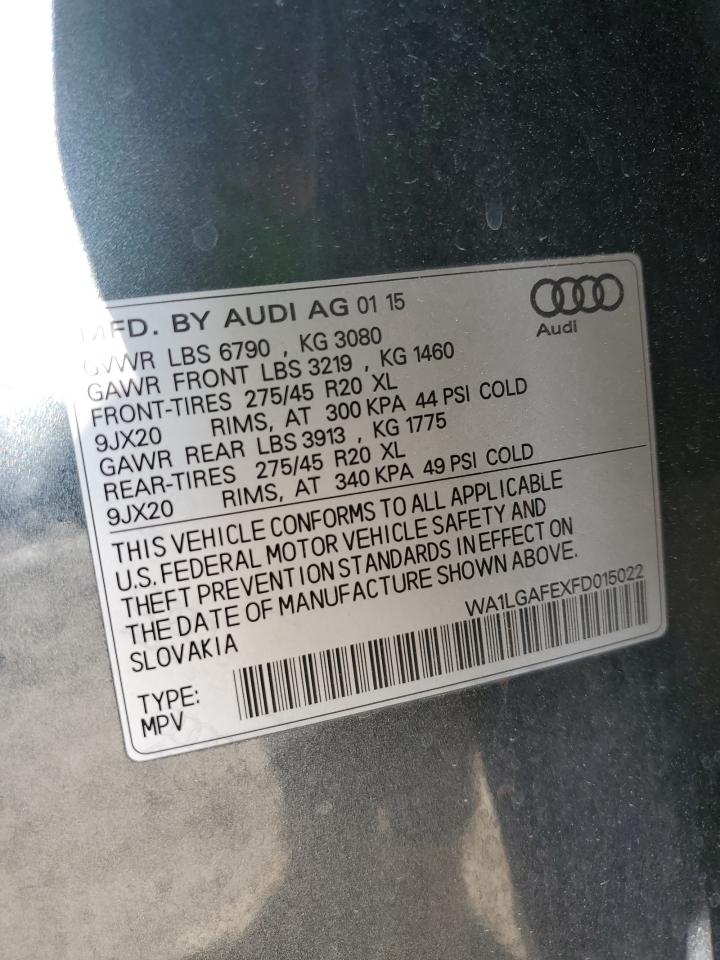 MFD. BY AUDI AG 01 15
Audi
GVWR LBS 6790 , KG 3080
GAWR FRONT LBS 3219 , KG 1460
FRONT-TIRES 275/45 R20 XL
9JX20 RIMS, AT 300 KPA 44 PSI COLD
GAWR REAR LBS 3913 , KG 1775
REAR-TIRES 275/45 R20 XL
9JX20 RIMS, AT 340 KPA 49 PSI COLD
THIS VEHICLE CONFORMS TO ALL APPLICABLE
U.S. FEDERAL MOTOR VEHICLE SAFETY AND
THEFT PREVENTION STANDARDS IN EFFECT ON
THE DATE OF MANUFACTURE SHOWN ABOVE.
SLOVAKIA
WA1LGAFEXFD015022
TYPE:
MPV